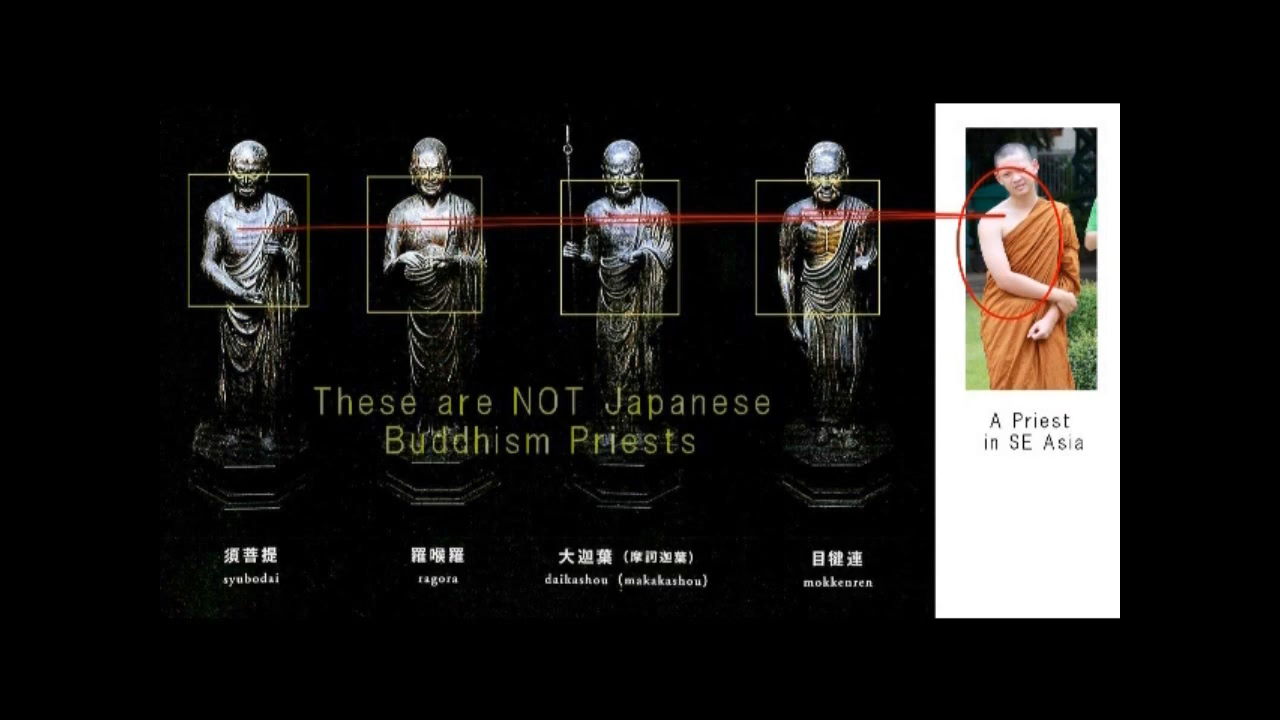 These are NOT Japanese
Buddhism Priests
A Priest
in SE Asia
須菩提
syubodai
羅喉羅
ragora
大迦葉（摩訶迦葉）
daikashou (makakashou)
目犍連
mokkenren